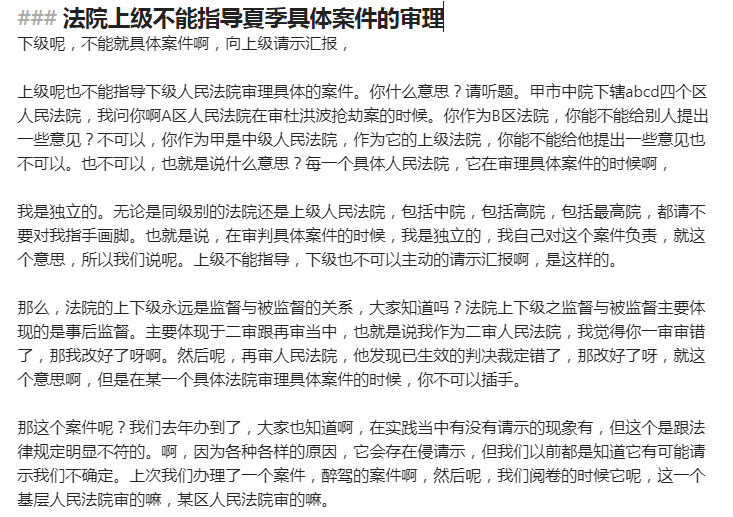 ### 法院上级不能指导夏季具体案件的审理
下级呢，不能就具体案件啊，向上级请示汇报，
上级呢也不能指导下级人民法院审理具体的案件。你什么意思？请听题。甲市中院下辖abcd四个区
人民法院，我问你啊A区人民法院在审杜洪波抢劫案的时候。你作为B区法院，你能不能给别人提出
一些意见？不可以，你作为甲是中级人民法院，作为它的上级法院，你能不能给他提出一些意见也
不可以。也不可以，也就是说什么意思？每一个具体人民法院，它在审理具体案件的时候啊，
我是独立的。无论是同级别的法院还是上级人民法院，包括中院，包括高院，包括最高院，都请不
要对我指手画脚。也就是说，在审判具体案件的时候，我是独立的，我自己对这个案件负责，就这
个意思，所以我们说呢。上级不能指导，下级也不可以主动的请示汇报啊，是这样的。
那么，法院的上下级永远是监督与被监督的关系，大家知道吗？法院上下级之监督与被监督主要体
现的是事后监督。主要体现于二审跟再审当中，也就是说我作为二审人民法院，我觉得你一审审错
了，那我改好了呀啊。然后呢，再审人民法院，他发现已生效的判决裁定错了，那改好了呀，就这
个意思啊，但是在某一个具体法院审理具体案件的时候，你不可以插手。
那这个案件呢？我们去年办到了，大家也知道啊，在实践当中有没有请示的现象有，但这个是跟法
律规定明显不符的。啊，因为各种各样的原因，它会存在侵请示，但我们以前都是知道它有可能请
示我们不确定。上次我们办理了一个案件，醉驾的案件啊，然后呢，我们阅卷的时候它呢，这一个
基层人民法院审的嘛，某区人民法院审的嘛。